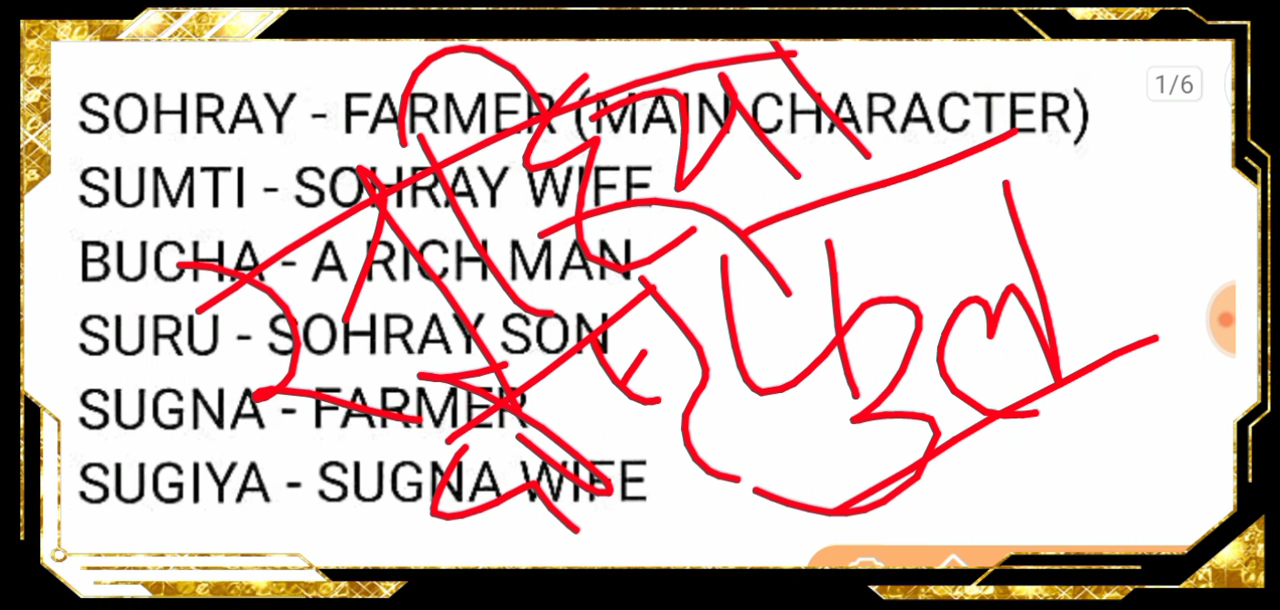 1/6
SOHRAY - FARMER (MAIN CHARACTER)
SUMTI - SOHRAY WIFE
BUCHA - A RICH MAN
SURU - SOHRAY SON
SUGNA - FARMER
SUGIYA - SUGNA WIFE